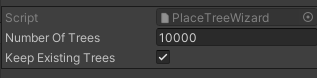 Script PlaceTreeWizard
Number Of Trees 10000
Keep Existing Trees